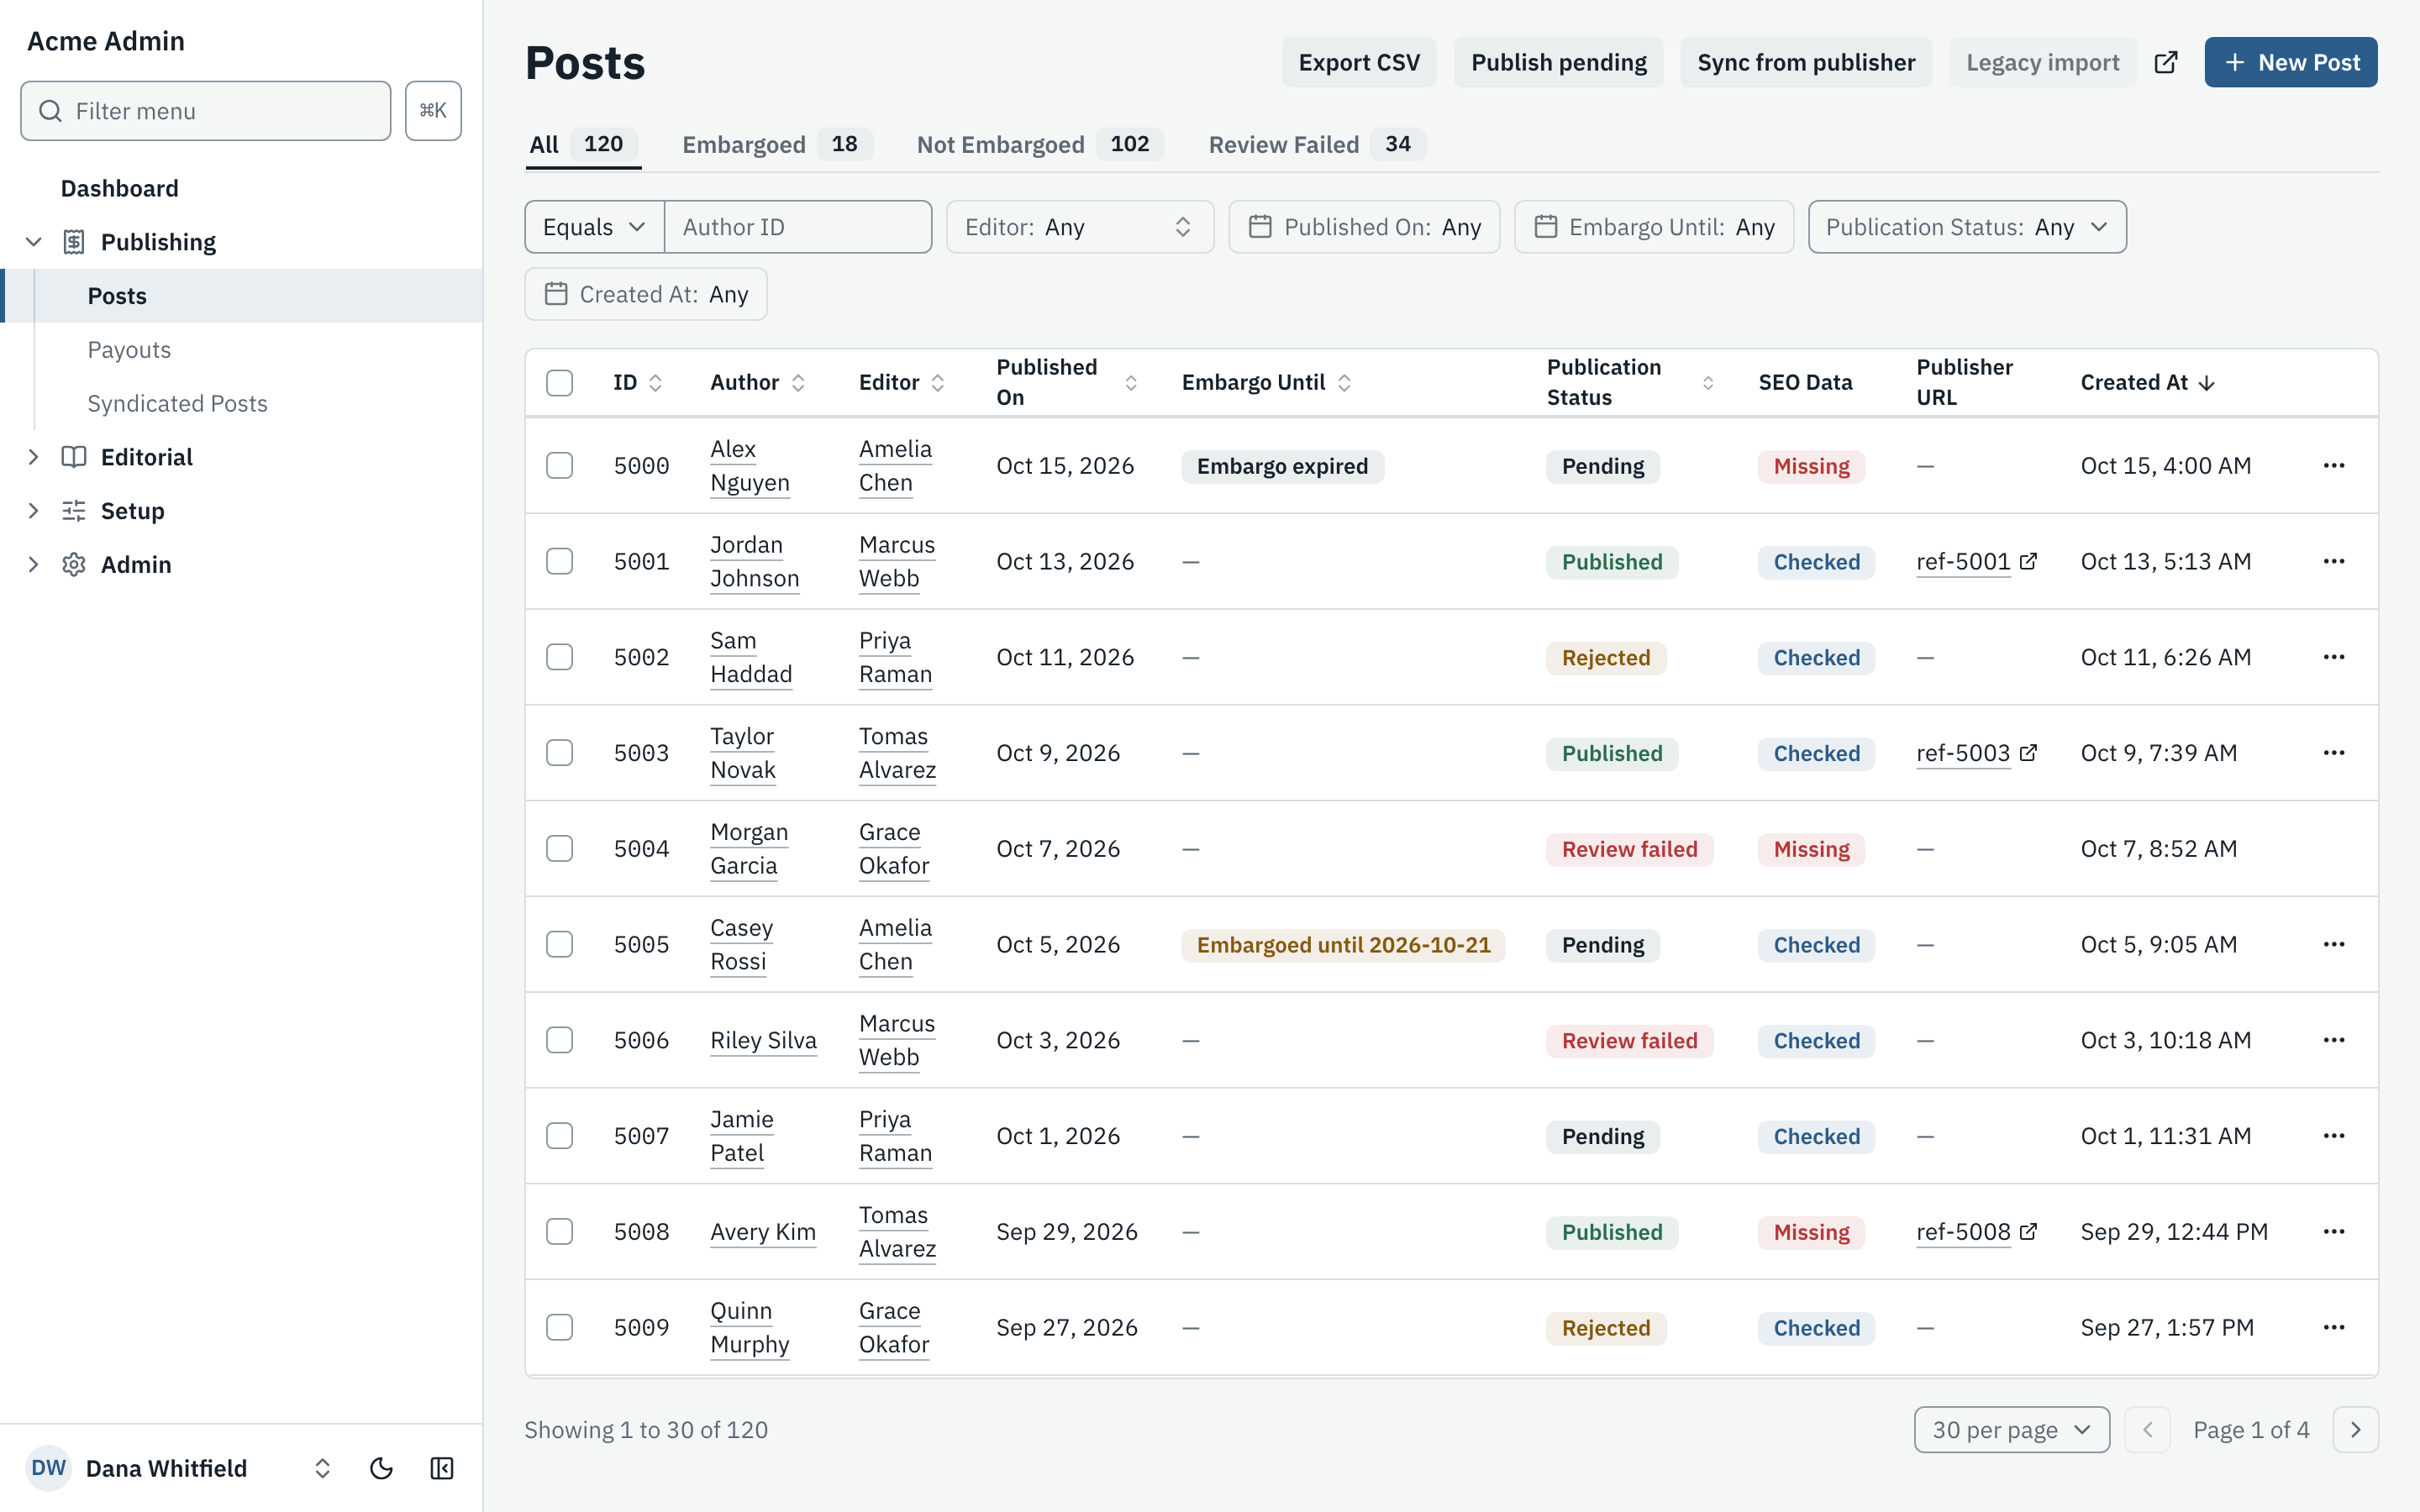 Acme Admin
Filter menu
⌘K
Dashboard
Publishing
Posts
Payouts
Syndicated Posts
Editorial
Setup
Admin
DW Dana Whitfield
Posts
Export CSV Publish pending Sync from publisher Legacy import + New Post
All 120 Embargoed 18 Not Embargoed 102 Review Failed 34
Equals Author ID Editor: Any Published On: Any Embargo Until: Any Publication Status: Any
Created At: Any
ID Author Editor Published On Embargo Until Publication Status SEO Data Publisher URL Created At
5000 Alex Nguyen Amelia Chen Oct 15, 2026 Embargo expired Pending Missing — Oct 15, 4:00 AM
5001 Jordan Johnson Marcus Webb Oct 13, 2026 — Published Checked ref-5001 Oct 13, 5:13 AM
5002 Sam Haddad Priya Raman Oct 11, 2026 — Rejected Checked — Oct 11, 6:26 AM
5003 Taylor Novak Tomas Alvarez Oct 9, 2026 — Published Checked ref-5003 Oct 9, 7:39 AM
5004 Morgan Garcia Grace Okafor Oct 7, 2026 — Review failed Missing — Oct 7, 8:52 AM
5005 Casey Rossi Amelia Chen Oct 5, 2026 Embargoed until 2026-10-21 Pending Checked — Oct 5, 9:05 AM
5006 Riley Silva Marcus Webb Oct 3, 2026 — Review failed Checked — Oct 3, 10:18 AM
5007 Jamie Patel Priya Raman Oct 1, 2026 — Pending Checked — Oct 1, 11:31 AM
5008 Avery Kim Tomas Alvarez Sep 29, 2026 — Published Missing ref-5008 Sep 29, 12:44 PM
5009 Quinn Murphy Grace Okafor Sep 27, 2026 — Rejected Checked — Sep 27, 1:57 PM
Showing 1 to 30 of 120
30 per page
Page 1 of 4